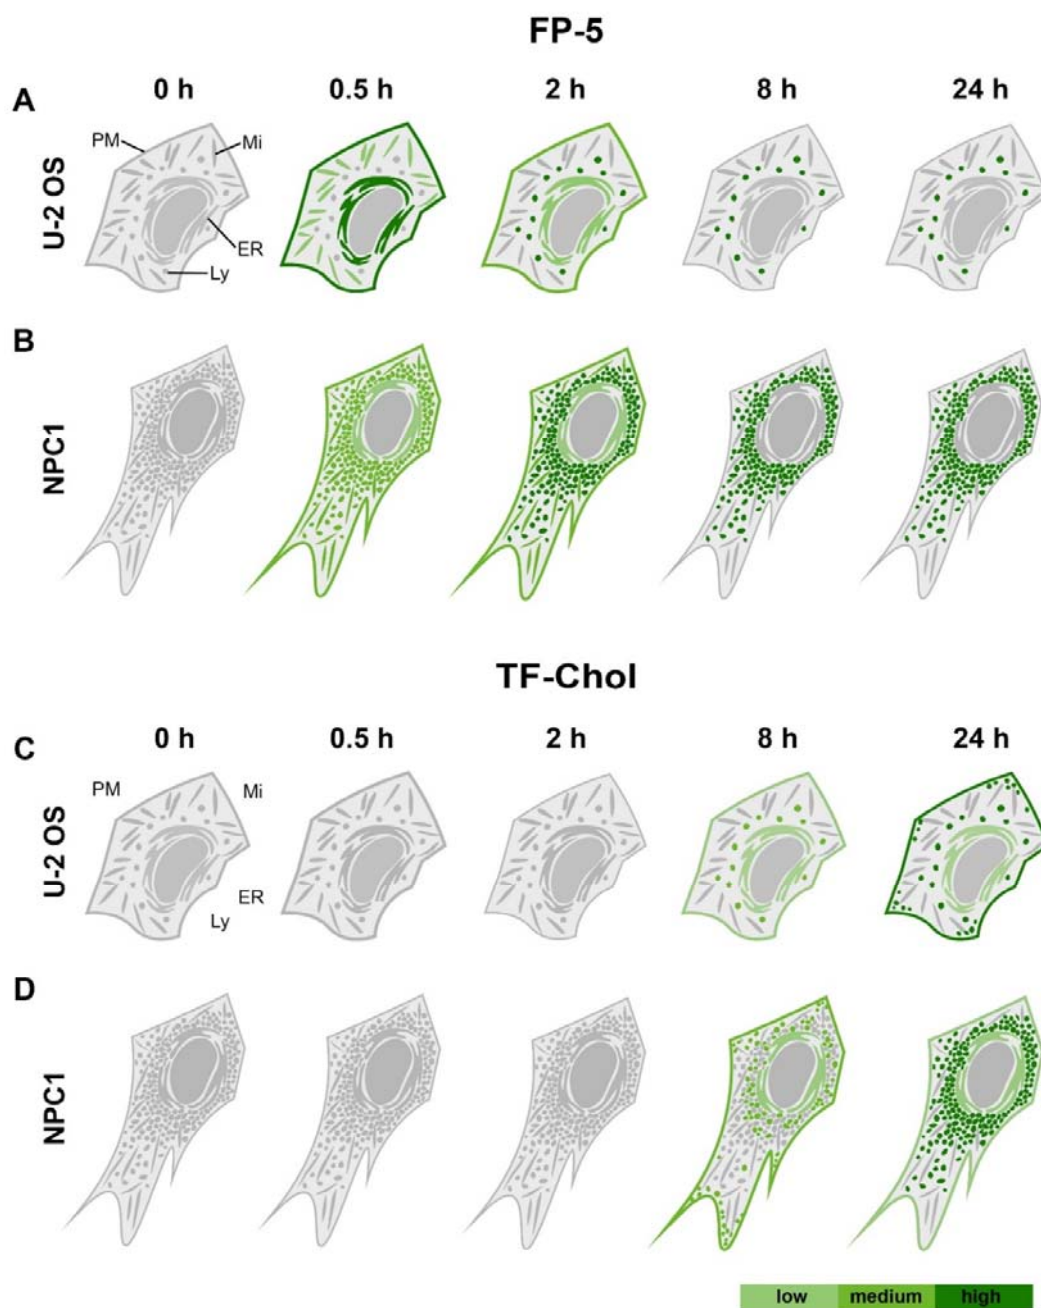 FP-5
A
0 h 0.5 h 2 h 8 h 24 h
U-2 OS
PM
Mi
ER
Ly
B
NPC1
TF-Chol
C
0 h 0.5 h 2 h 8 h 24 h
U-2 OS
PM
Mi
ER
Ly
D
NPC1
low medium high